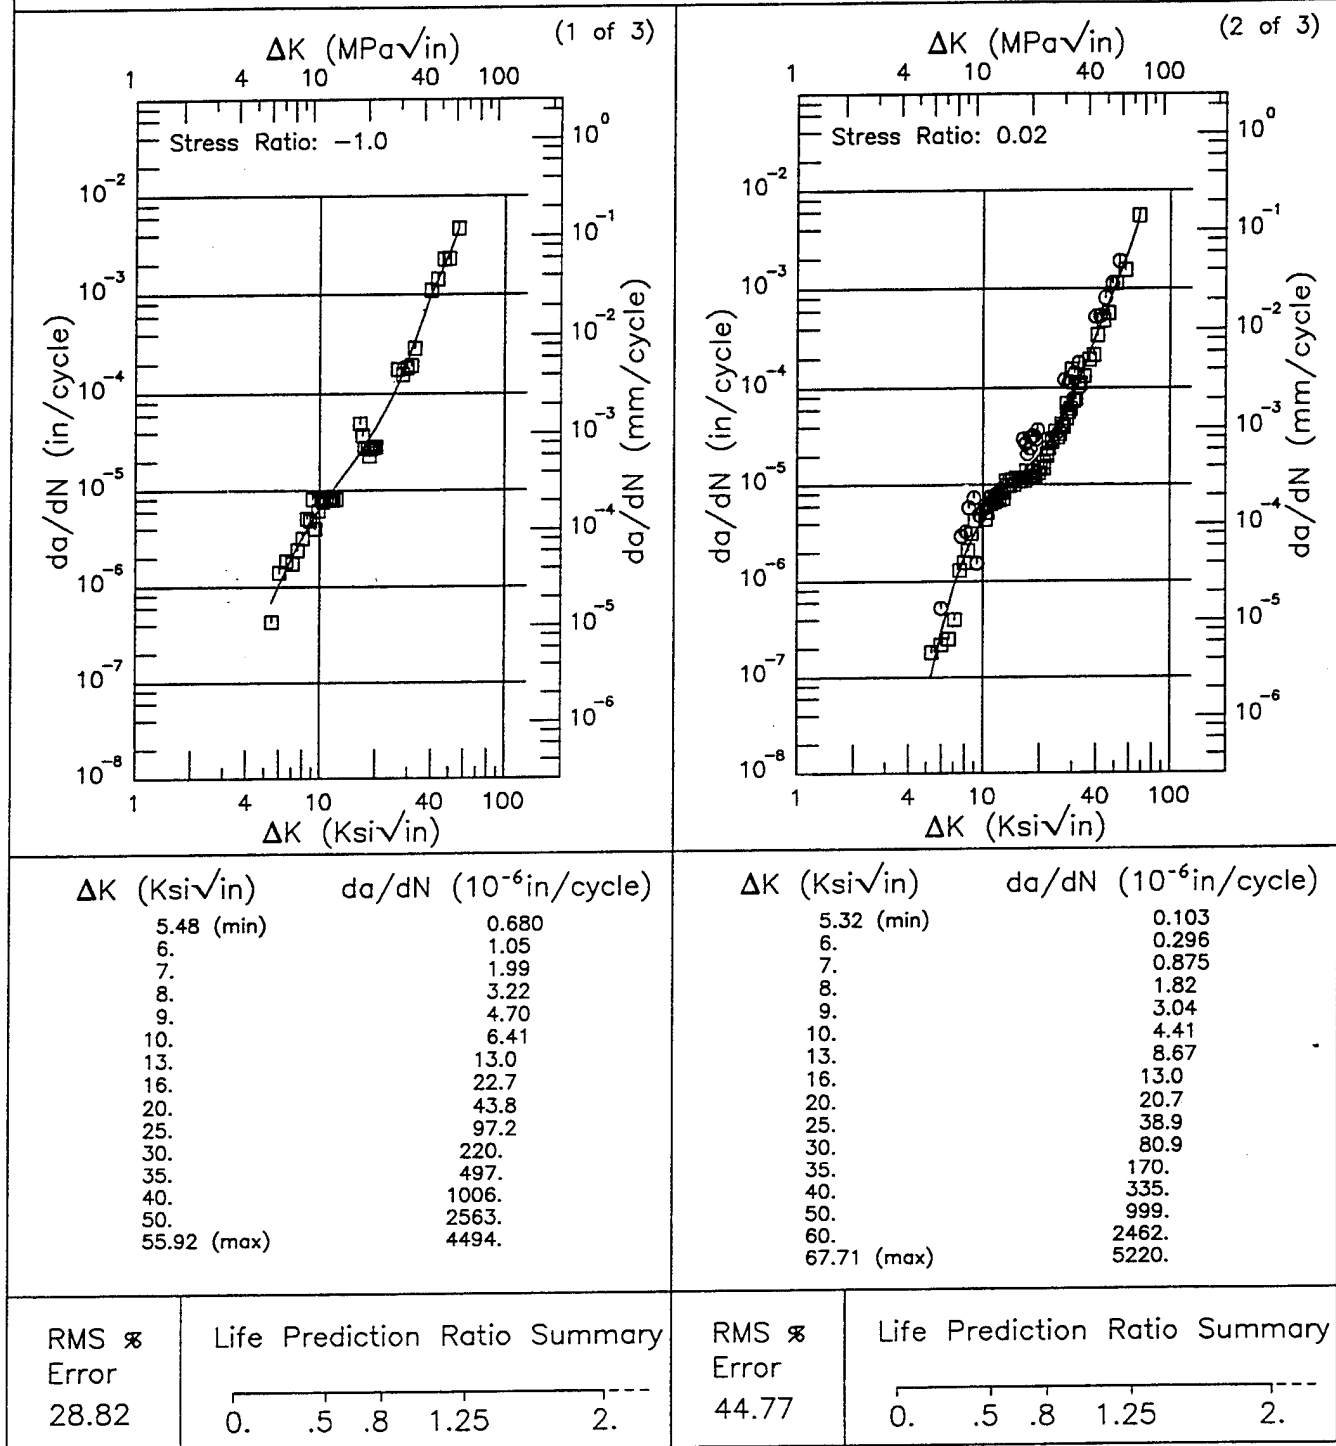 (1 of 3)
ΔK (MPa√in)
1 4 10 40 100
Stress Ratio: −1.0
10⁰
10⁻¹
10⁻²
10⁻³
10⁻⁴
10⁻⁵
10⁻⁶
da/dN (mm/cycle)
10⁻²
10⁻³
10⁻⁴
10⁻⁵
10⁻⁶
10⁻⁷
10⁻⁸
da/dN (in/cycle)
1 4 10 40 100
ΔK (Ksi√in)
ΔK (Ksi√in) da/dN (10⁻⁶in/cycle)
5.48 (min) 0.680
6. 1.05
7. 1.99
8. 3.22
9. 4.70
10. 6.41
13. 13.0
16. 22.7
20. 43.8
25. 97.2
30. 220.
35. 497.
40. 1006.
50. 2563.
55.92 (max) 4494.
RMS %
Error
28.82
Life Prediction Ratio Summary
0. .5 .8 1.25 2.
(2 of 3)
ΔK (MPa√in)
1 4 10 40 100
Stress Ratio: 0.02
10⁰
10⁻¹
10⁻²
10⁻³
10⁻⁴
10⁻⁵
10⁻⁶
da/dN (mm/cycle)
10⁻²
10⁻³
10⁻⁴
10⁻⁵
10⁻⁶
10⁻⁷
10⁻⁸
da/dN (in/cycle)
1 4 10 40 100
ΔK (Ksi√in)
ΔK (Ksi√in) da/dN (10⁻⁶in/cycle)
5.32 (min) 0.103
6. 0.296
7. 0.875
8. 1.82
9. 3.04
10. 4.41
13. 8.67
16. 13.0
20. 20.7
25. 38.9
30. 80.9
35. 170.
40. 335.
50. 999.
60. 2462.
67.71 (max) 5220.
RMS %
Error
44.77
Life Prediction Ratio Summary
0. .5 .8 1.25 2.